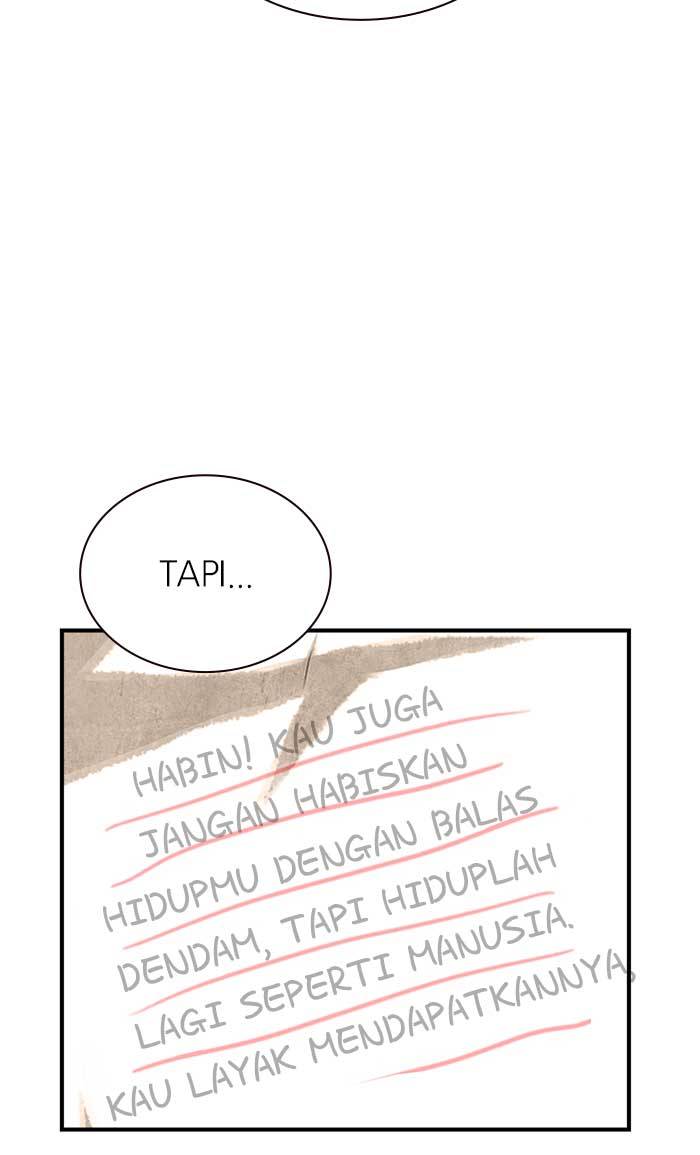 TAPI...
HABIN! KAU JUGA
JANGAN HABISKAN
HIDUPMU DENGAN BALAS
DENDAM, TAPI HIDUPLAH
LAGI SEPERTI MANUSIA.
KAU LAYAK MENDAPATKANNYA,